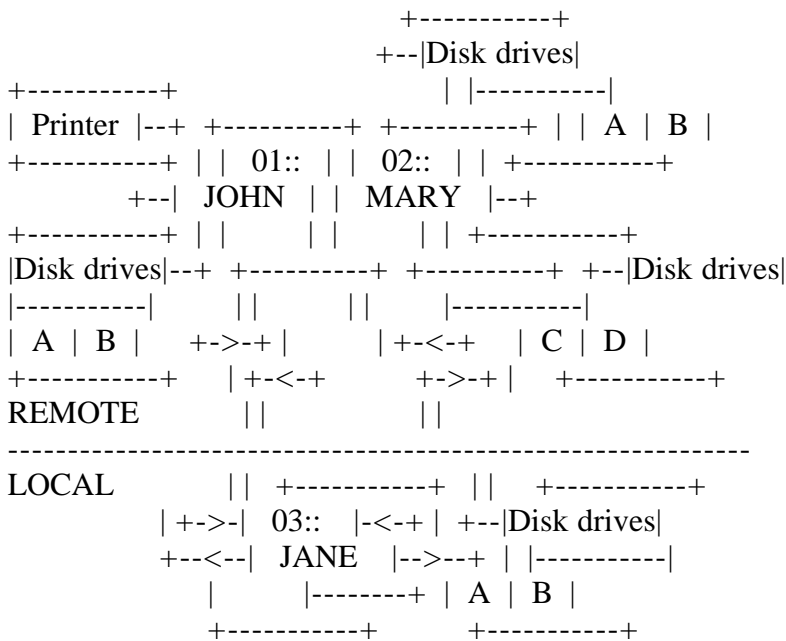 +-----------+
+--|Disk drives|
+-----------+ | |-----------|
| Printer |--+ +----------+ +----------+ | | A | B |
+-----------+ | | 01:: | | 02:: | | +-----------+
+--| JOHN | | MARY |--+
+-----------+ | | | | | | +-----------+
|Disk drives|--+ +----------+ +----------+ +--|Disk drives|
|-----------| | | | | |-----------|
| A | B | +->-+ | | +-<-+ | C | D |
+-----------+ | +-<-+ +->-+ | +-----------+
REMOTE | | | |
--------------------------------------------------------------
LOCAL | | +-----------+ | | +-----------+
| +->-| 03:: |-<-+ | +--|Disk drives|
+--<--| JANE |-->--+ | |-----------|
| |--------+ | A | B |
+-----------+ +-----------+